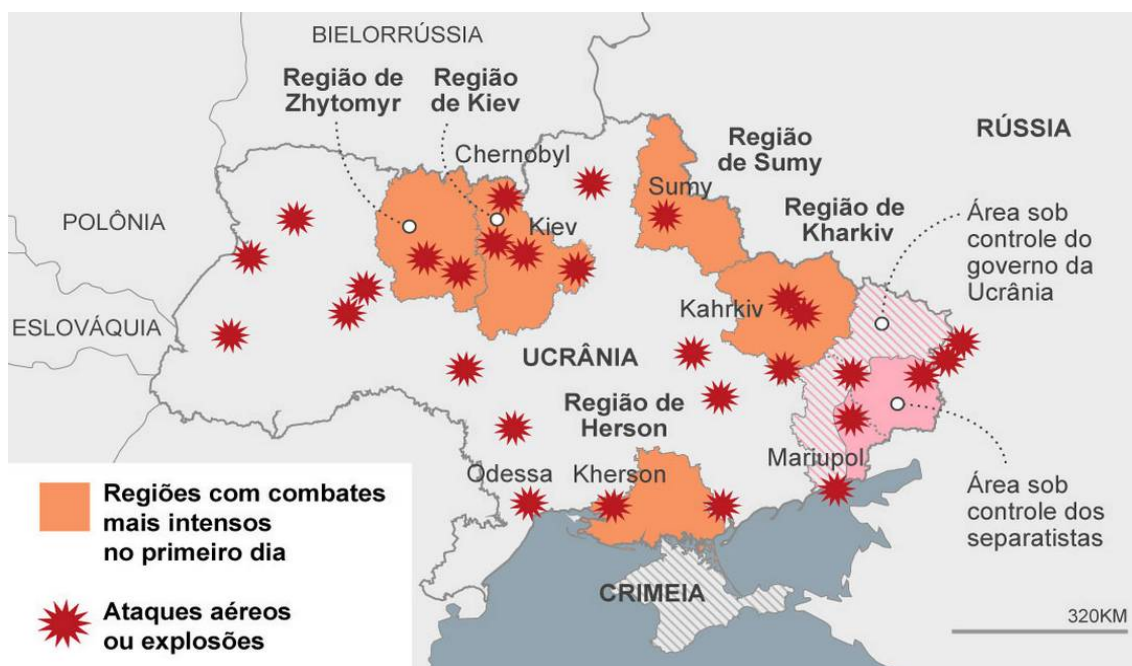 BIELORRÚSSIA
Região de
Zhytomyr
Região
de Kiev
Chernobyl
RÚSSIA
Região
de Sumy
Sumy
Região de
Kharkiv
Área sob
controle do
governo da
Ucrânia
POLÔNIA
Kiev
ESLOVÁQUIA
Kahrkiv
UCRÂNIA
Região de
Herson
Odessa
Kherson
Mariupol
Área sob
controle dos
separatistas
CRIMEIA
320KM
Regiões com combates
mais intensos
no primeiro dia
Ataques aéreos
ou explosões